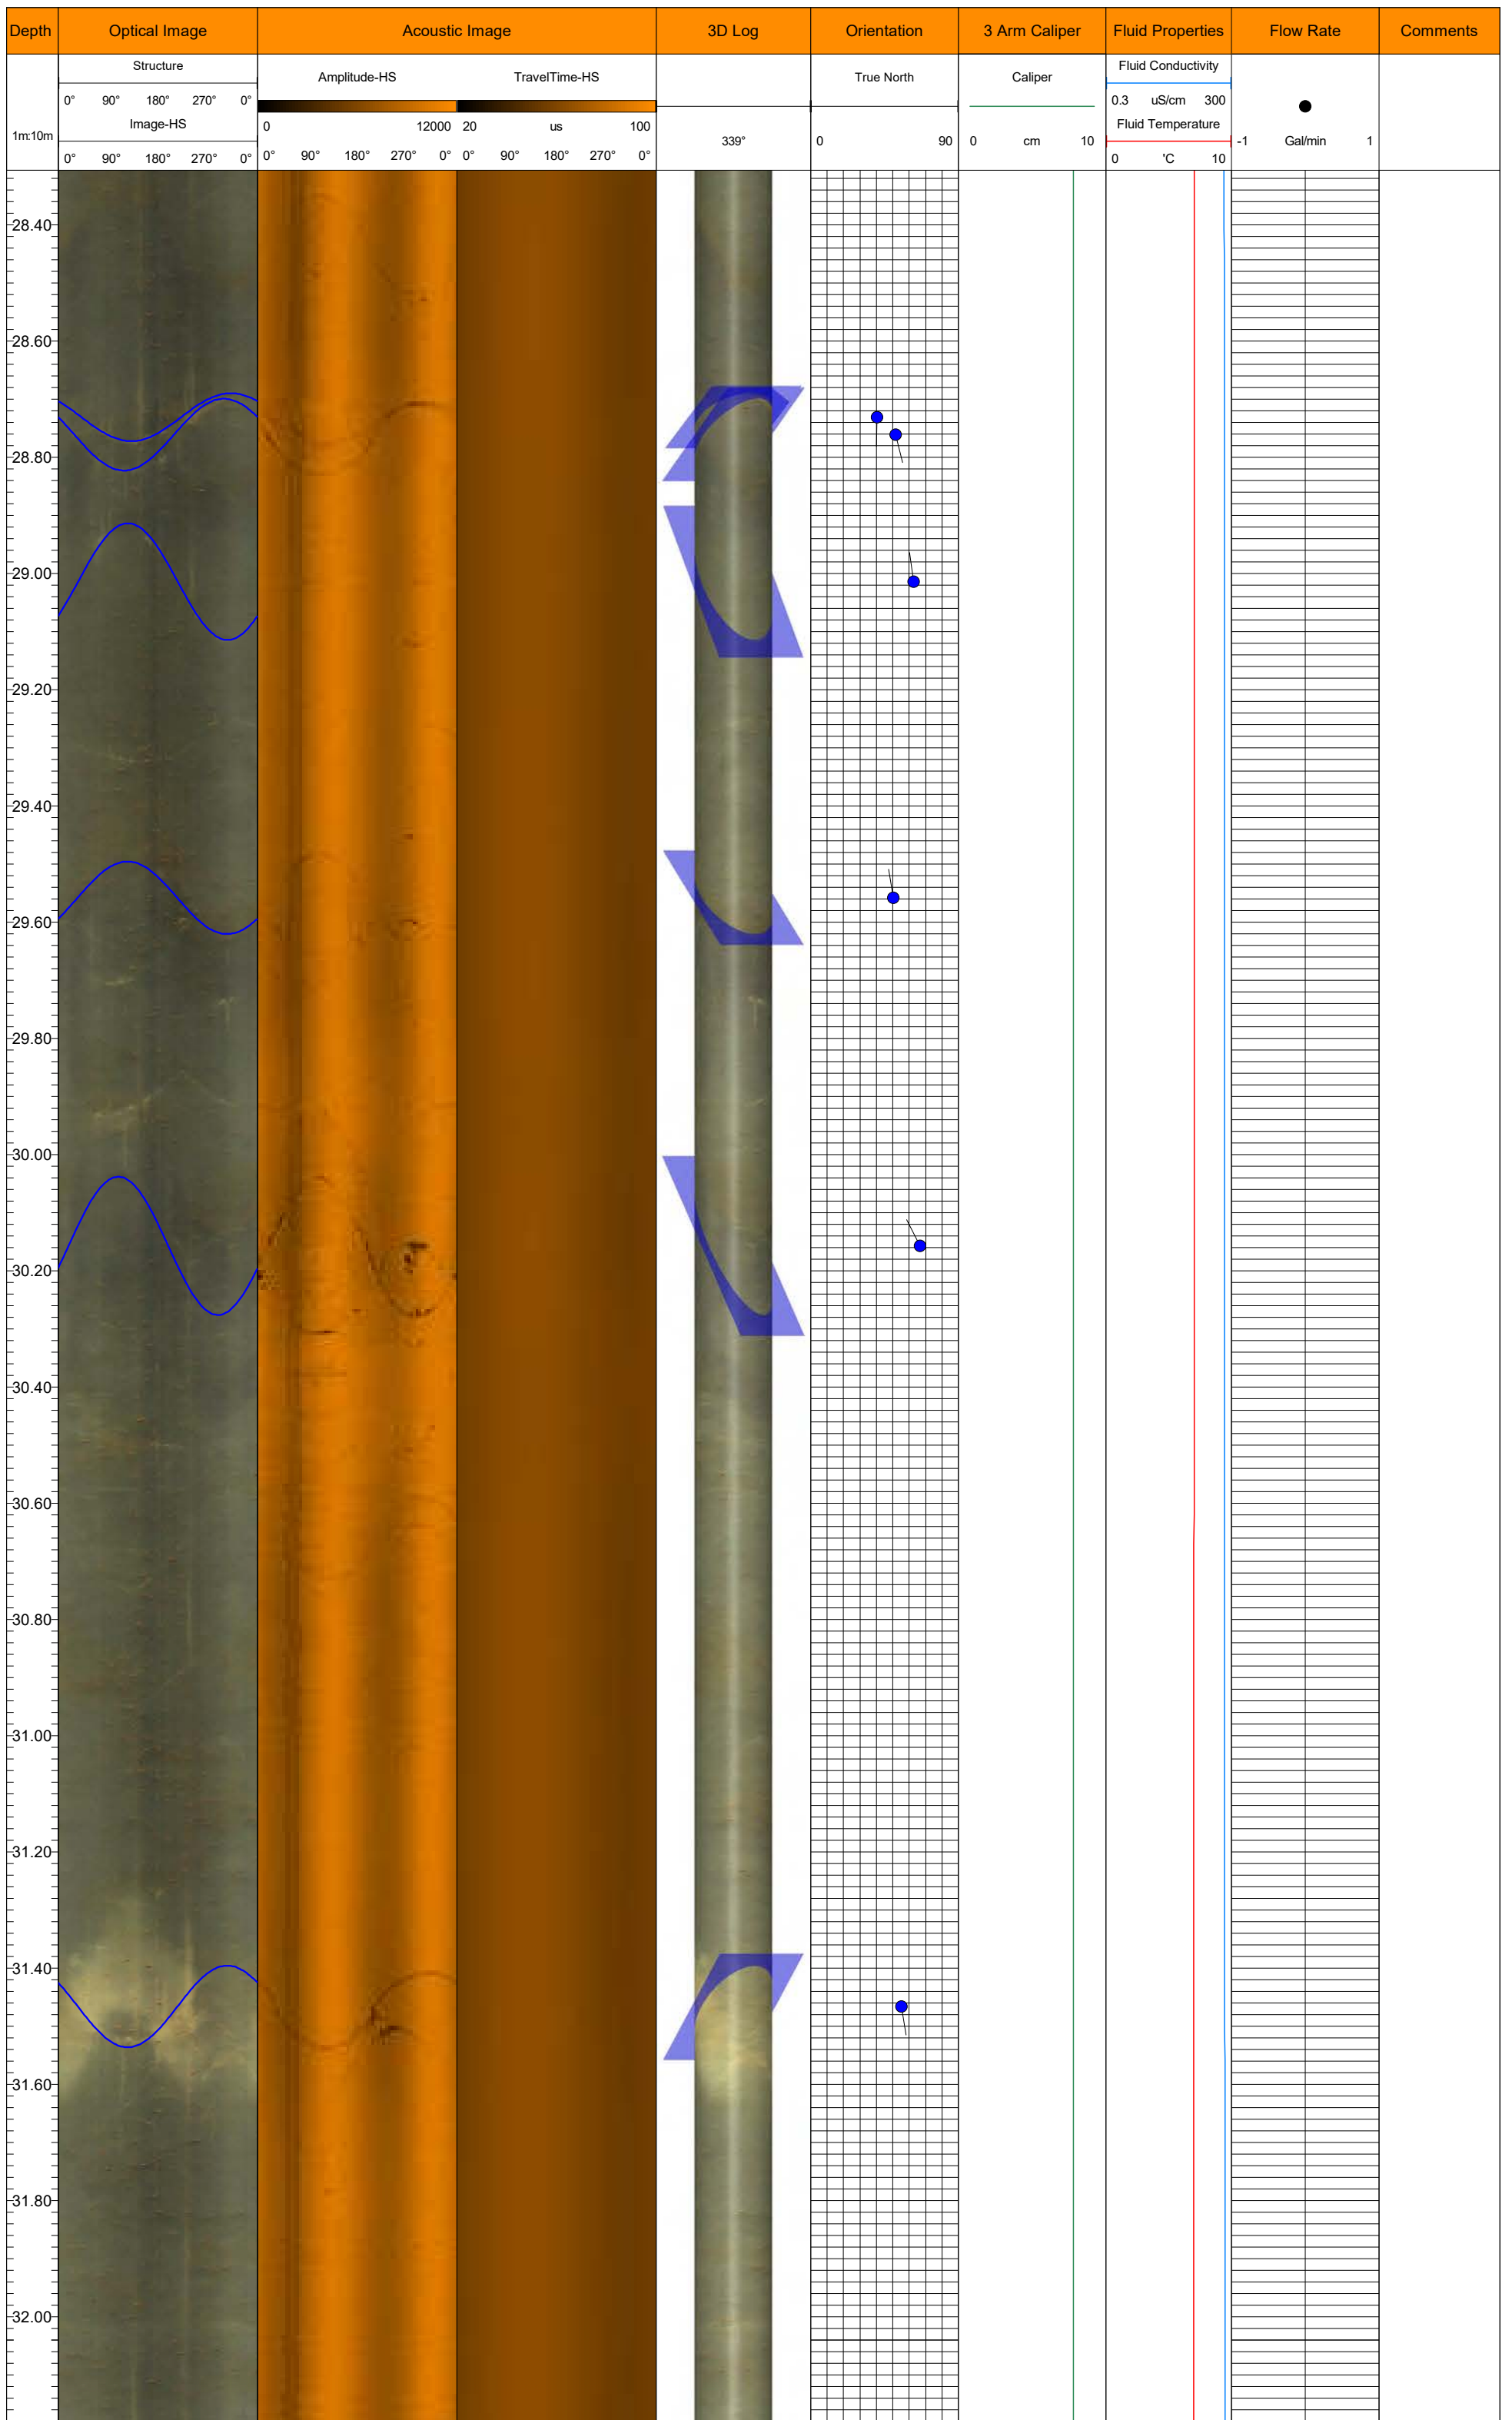 Depth Optical Image Acoustic Image 3D Log Orientation 3 Arm Caliper Fluid Properties Flow Rate Comments
Structure
Fluid Conductivity
Amplitude-HS TravelTime-HS True North Caliper
0° 90° 180° 270° 0°
0.3 uS/cm 300
Image-HS
Fluid Temperature
0 12000 20 us 100
1m:10m
339°
0 90
0 cm 10
-1 Gal/min 1
0° 90° 180° 270° 0°
0° 90° 180° 270° 0°
0° 90° 180° 270° 0°
0 'C 10
28.40
28.60
28.80
29.00
29.20
29.40
29.60
29.80
30.00
30.20
30.40
30.60
30.80
31.00
31.20
31.40
31.60
31.80
32.00